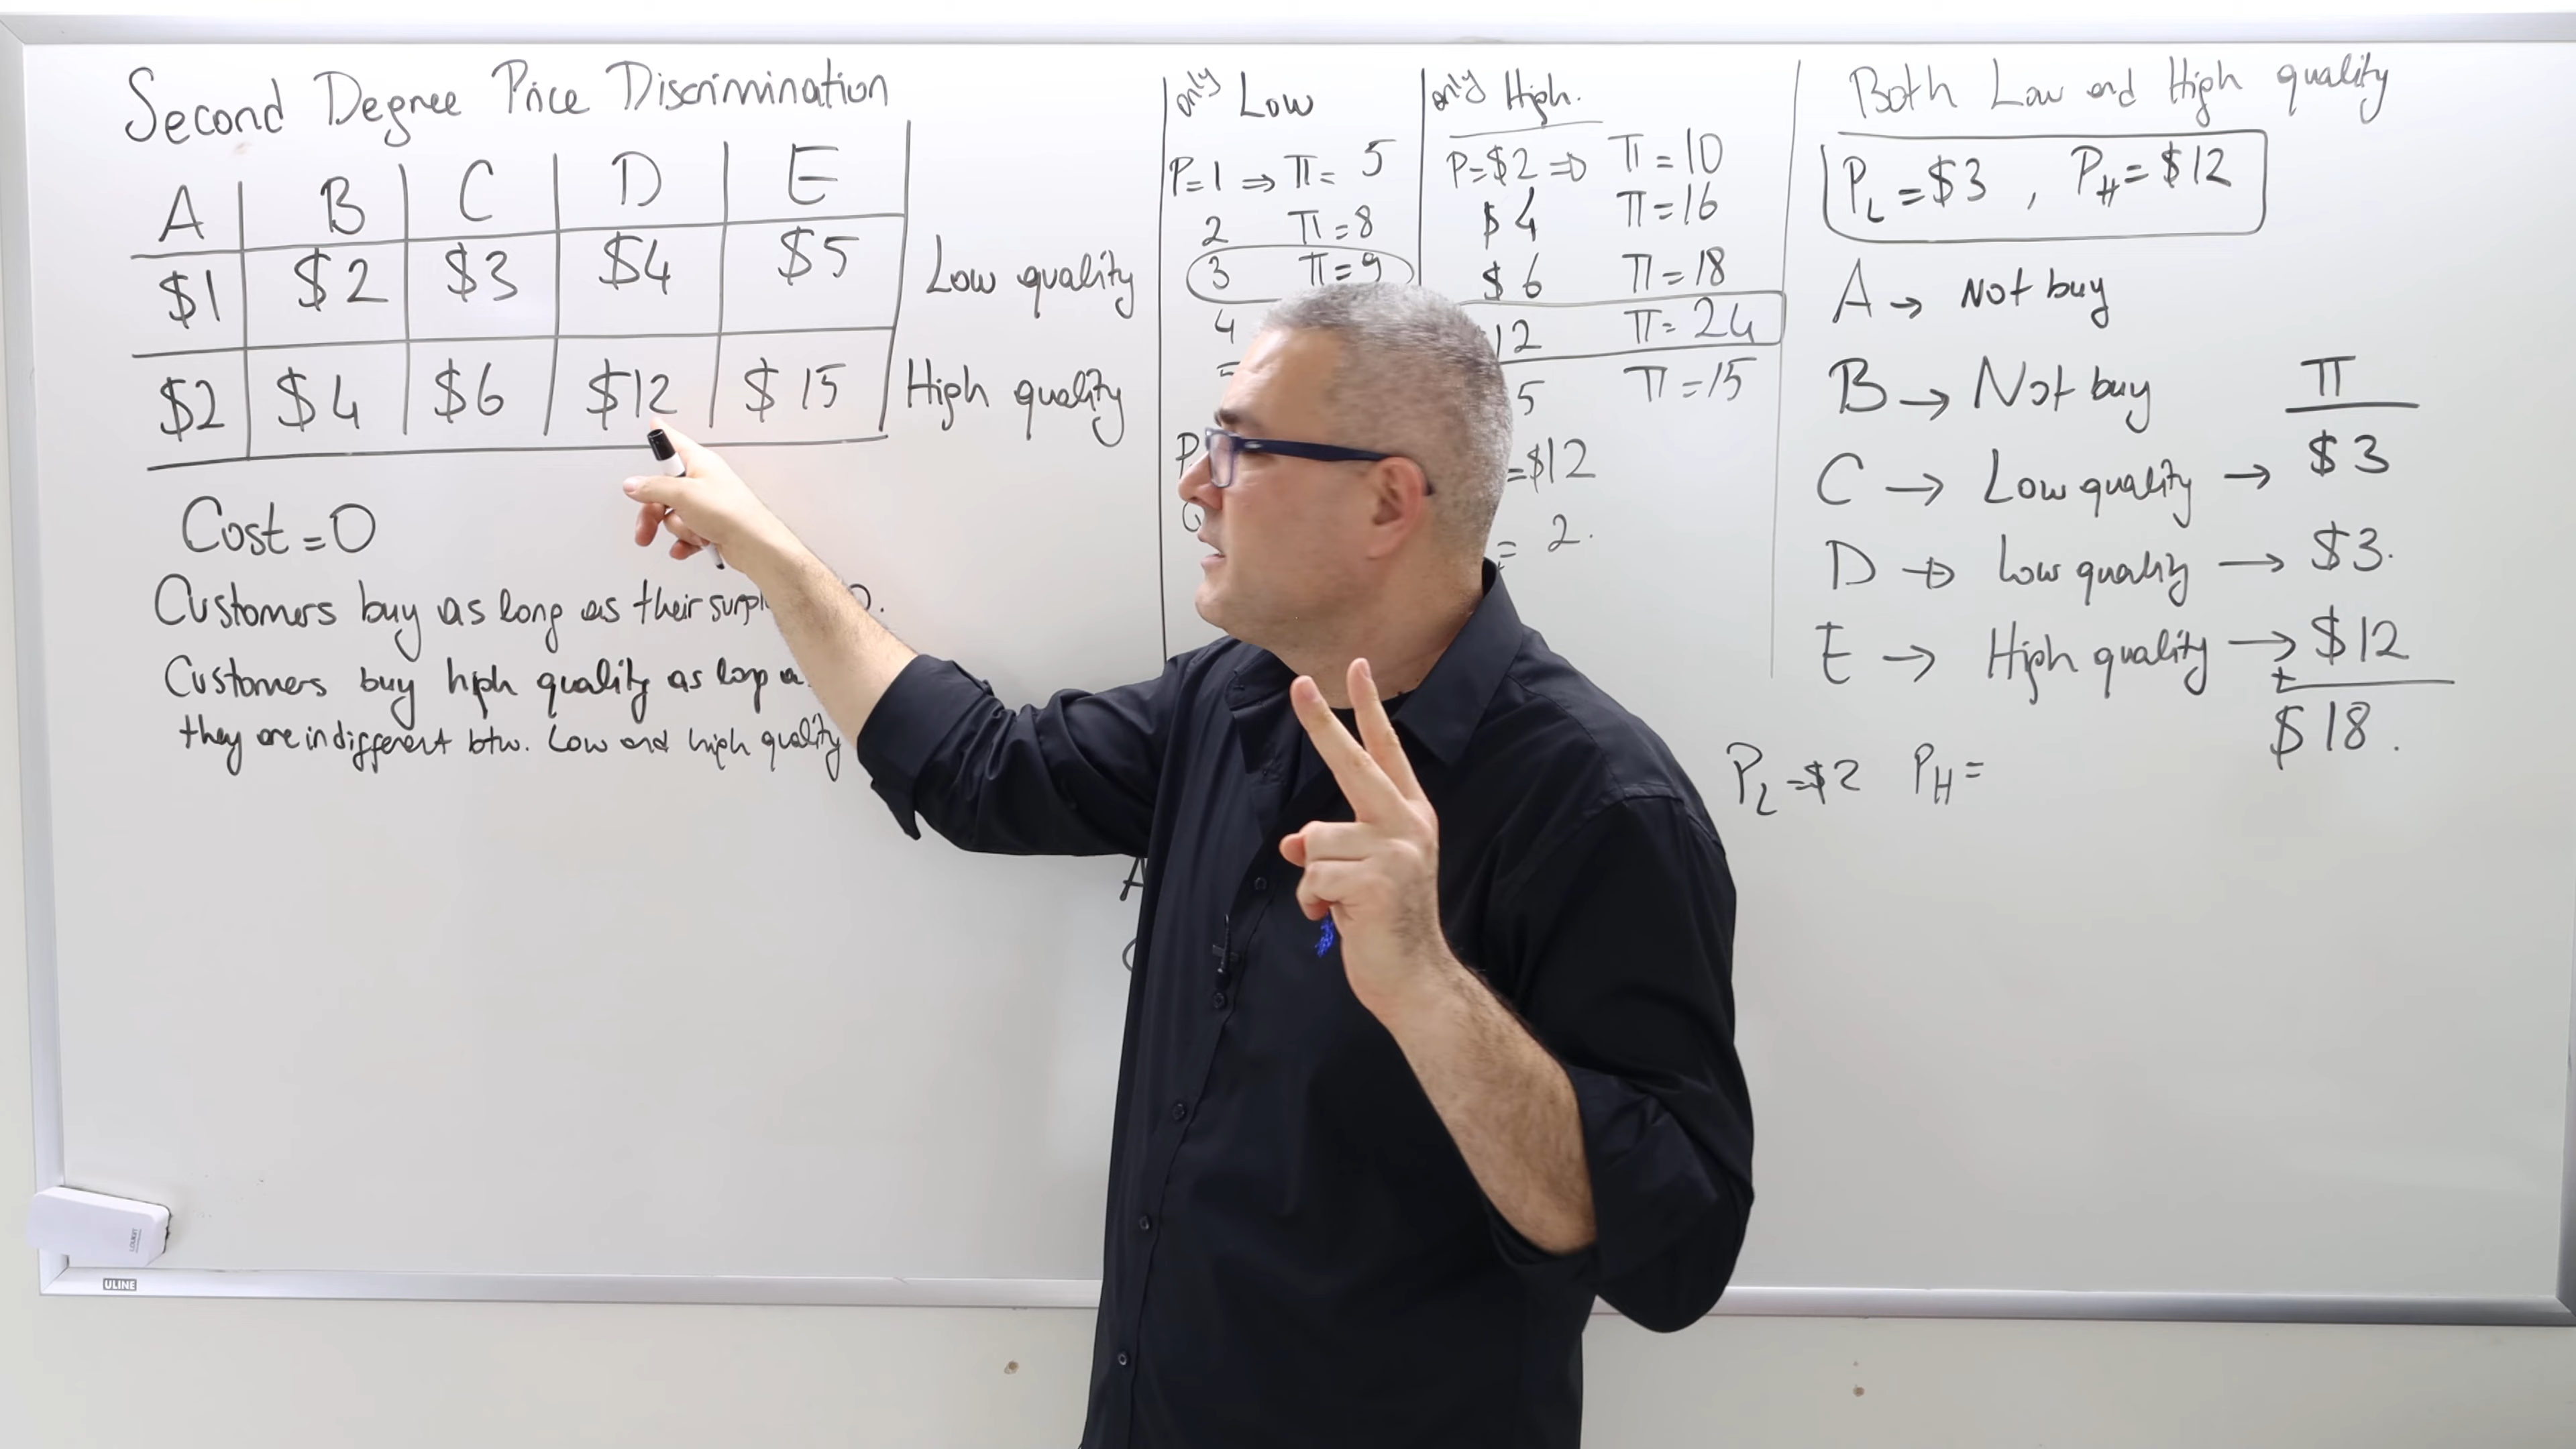 Second Degree Price Discrimination
A B C D E
$1 $2 $3 $4 $5 Low quality
$2 $4 $6 $12 $15 High quality
Cost = 0
Customers buy as long as their
Customers buy high quality as long
they are indifferent btw. Low and high quality
only Low
P=1 ⇒ π = 5
2 π=8
3 π=9
4
only High.
P=$2 ⇒ π = 10
$4 π=16
$6 π=18
12 π= 24
5 π=15
=$12
= 2.
Both Low and High quality
PL = $3 , PH = $12
A → Not buy
B → Not buy
π
C → Low quality → $3
D → Low quality → $3.
E → High quality → $12
+
$18.
PL = $2 PH =
ULINE